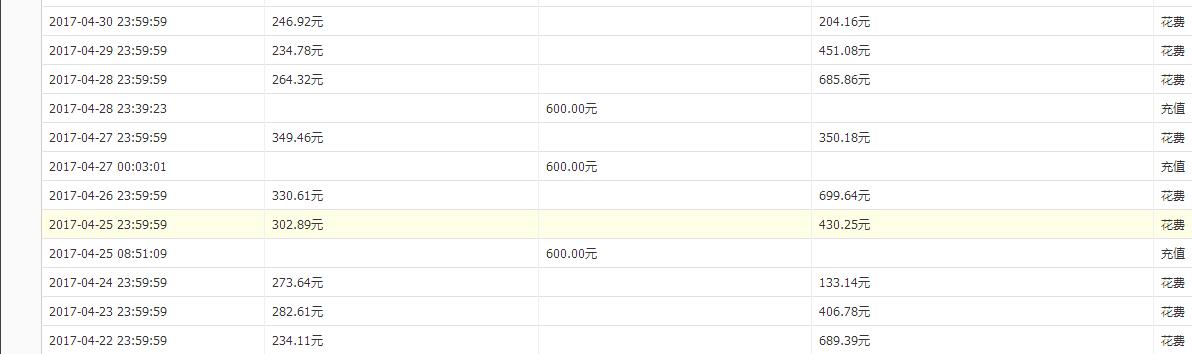 2017-04-30 23:59:59 246.92元 204.16元 花费
2017-04-29 23:59:59 234.78元 451.08元 花费
2017-04-28 23:59:59 264.32元 685.86元 花费
2017-04-28 23:39:23 600.00元 充值
2017-04-27 23:59:59 349.46元 350.18元 花费
2017-04-27 00:03:01 600.00元 充值
2017-04-26 23:59:59 330.61元 699.64元 花费
2017-04-25 23:59:59 302.89元 430.25元 花费
2017-04-25 08:51:09 600.00元 充值
2017-04-24 23:59:59 273.64元 133.14元 花费
2017-04-23 23:59:59 282.61元 406.78元 花费
2017-04-22 23:59:59 234.11元 689.39元 花费